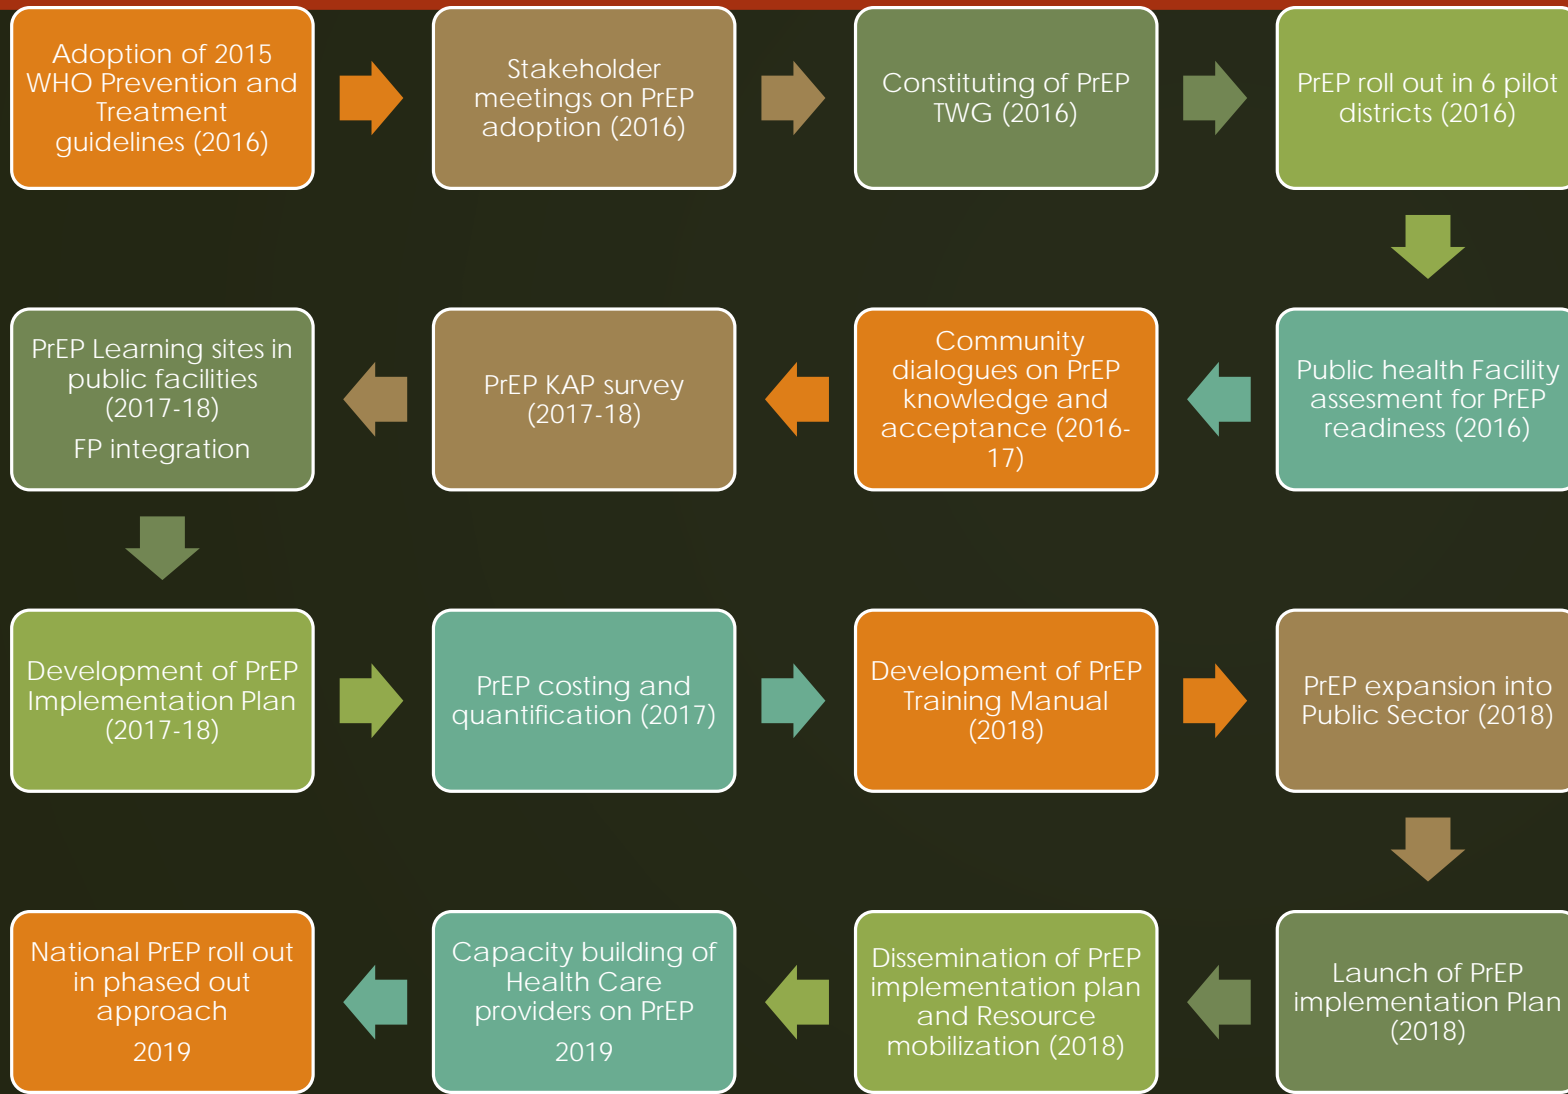 Adoption of 2015
WHO Prevention and
Treatment
guidelines (2016)
Stakeholder
meetings on PrEP
adoption (2016)
Constituting of PrEP
TWG (2016)
PrEP roll out in 6 pilot
districts (2016)
Public health Facility
assesment for PrEP
readiness (2016)
Community
dialogues on PrEP
knowledge and
acceptance (2016-
17)
PrEP KAP survey
(2017-18)
PrEP Learning sites in
public facilities
(2017-18)
FP integration
Development of PrEP
Implementation Plan
(2017-18)
PrEP costing and
quantification (2017)
Development of PrEP
Training Manual
(2018)
PrEP expansion into
Public Sector (2018)
Launch of PrEP
implementation Plan
(2018)
Dissemination of PrEP
implementation plan
and Resource
mobilization (2018)
Capacity building of
Health Care
providers on PrEP
2019
National PrEP roll out
in phased out
approach
2019